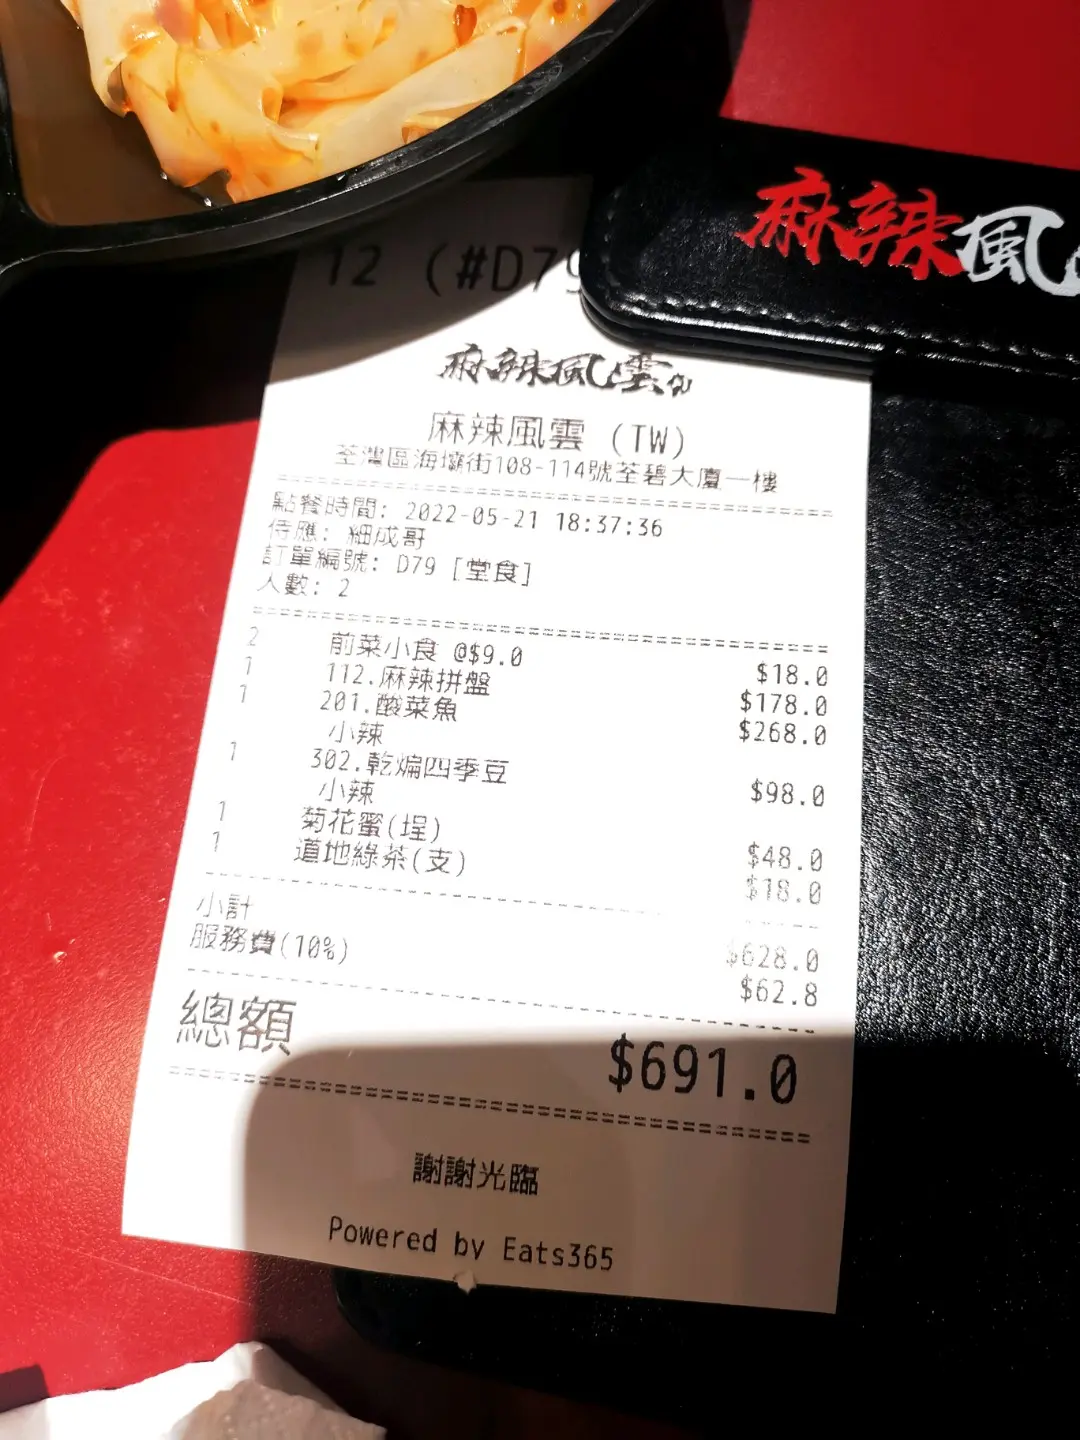 麻辣風
12 (#D79
麻辣風雲
麻辣風雲 (TW)
荃灣區海壩街108-114號荃碧大廈一樓
點餐時間: 2022-05-21 18:37:36
侍應: 細成哥
訂單編號: D79 [堂食]
人數: 2
2 前菜小食 @$9.0 $18.0
1 112.麻辣拼盤 $178.0
1 201.酸菜魚 $268.0
小辣
1 302.乾煸四季豆 $98.0
小辣
1 菊花蜜(埕) $48.0
1 道地綠茶(支) $18.0
小計 $628.0
服務費(10%) $62.8
總額 $691.0
謝謝光臨
Powered by Eats365